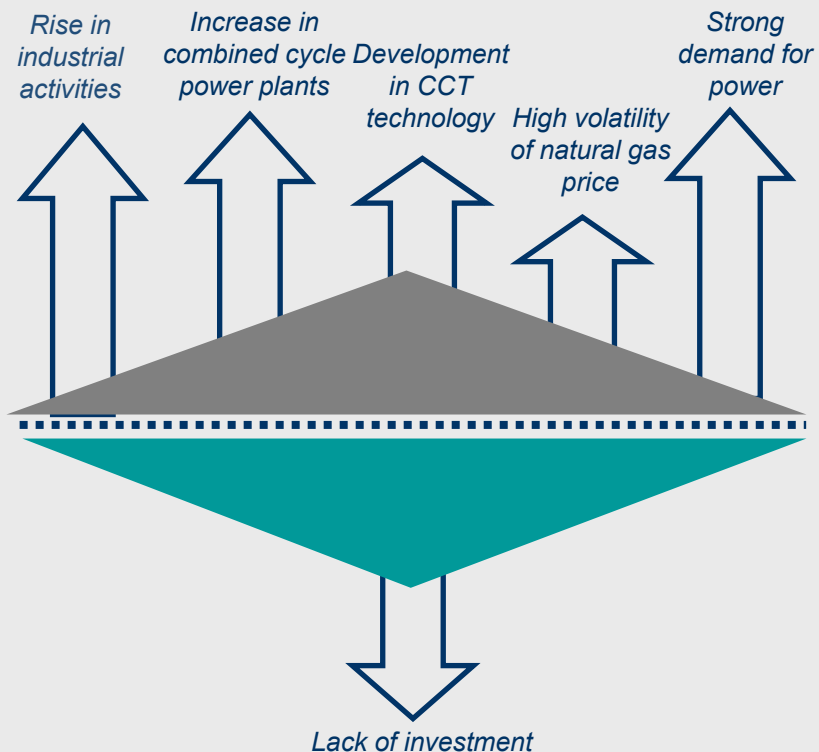 Rise in
industrial
activities
Increase in
combined cycle
power plants
Development
in CCT
technology
High volatility
of natural gas
price
Strong
demand for
power
Lack of investment